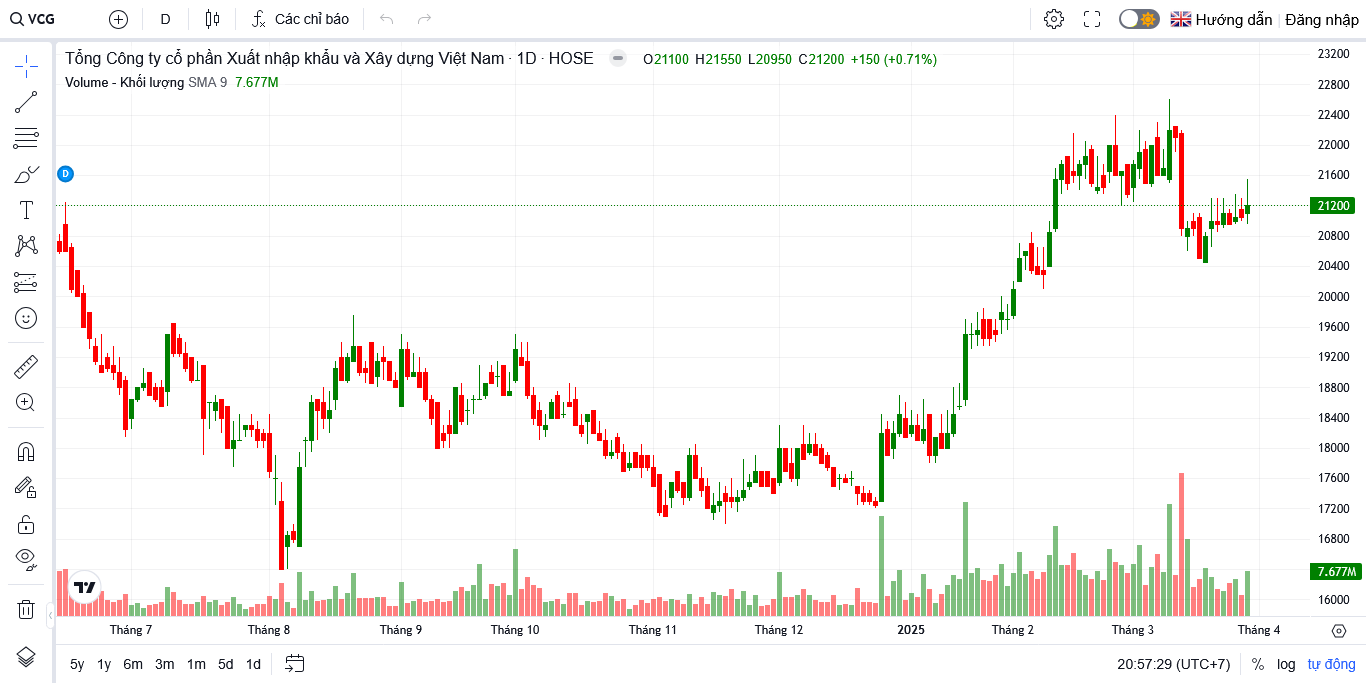 VCG D Các chỉ báo Hướng dẫn Đăng nhập
Tổng Công ty cổ phần Xuất nhập khẩu và Xây dựng Việt Nam · 1D · HOSE O21100 H21550 L20950 C21200 +150 (+0.71%)
Volume - Khối lượng SMA 9 7.677M
D
23200
22800
22400
22000
21600
21200
20800
20400
20000
19600
19200
18800
18400
18000
17600
17200
16800
7.677M
16000
Tháng 7 Tháng 8 Tháng 9 Tháng 10 Tháng 11 Tháng 12 2025 Tháng 2 Tháng 3 Tháng 4
5y 1y 6m 3m 1m 5d 1d 20:57:29 (UTC+7) % log tự động